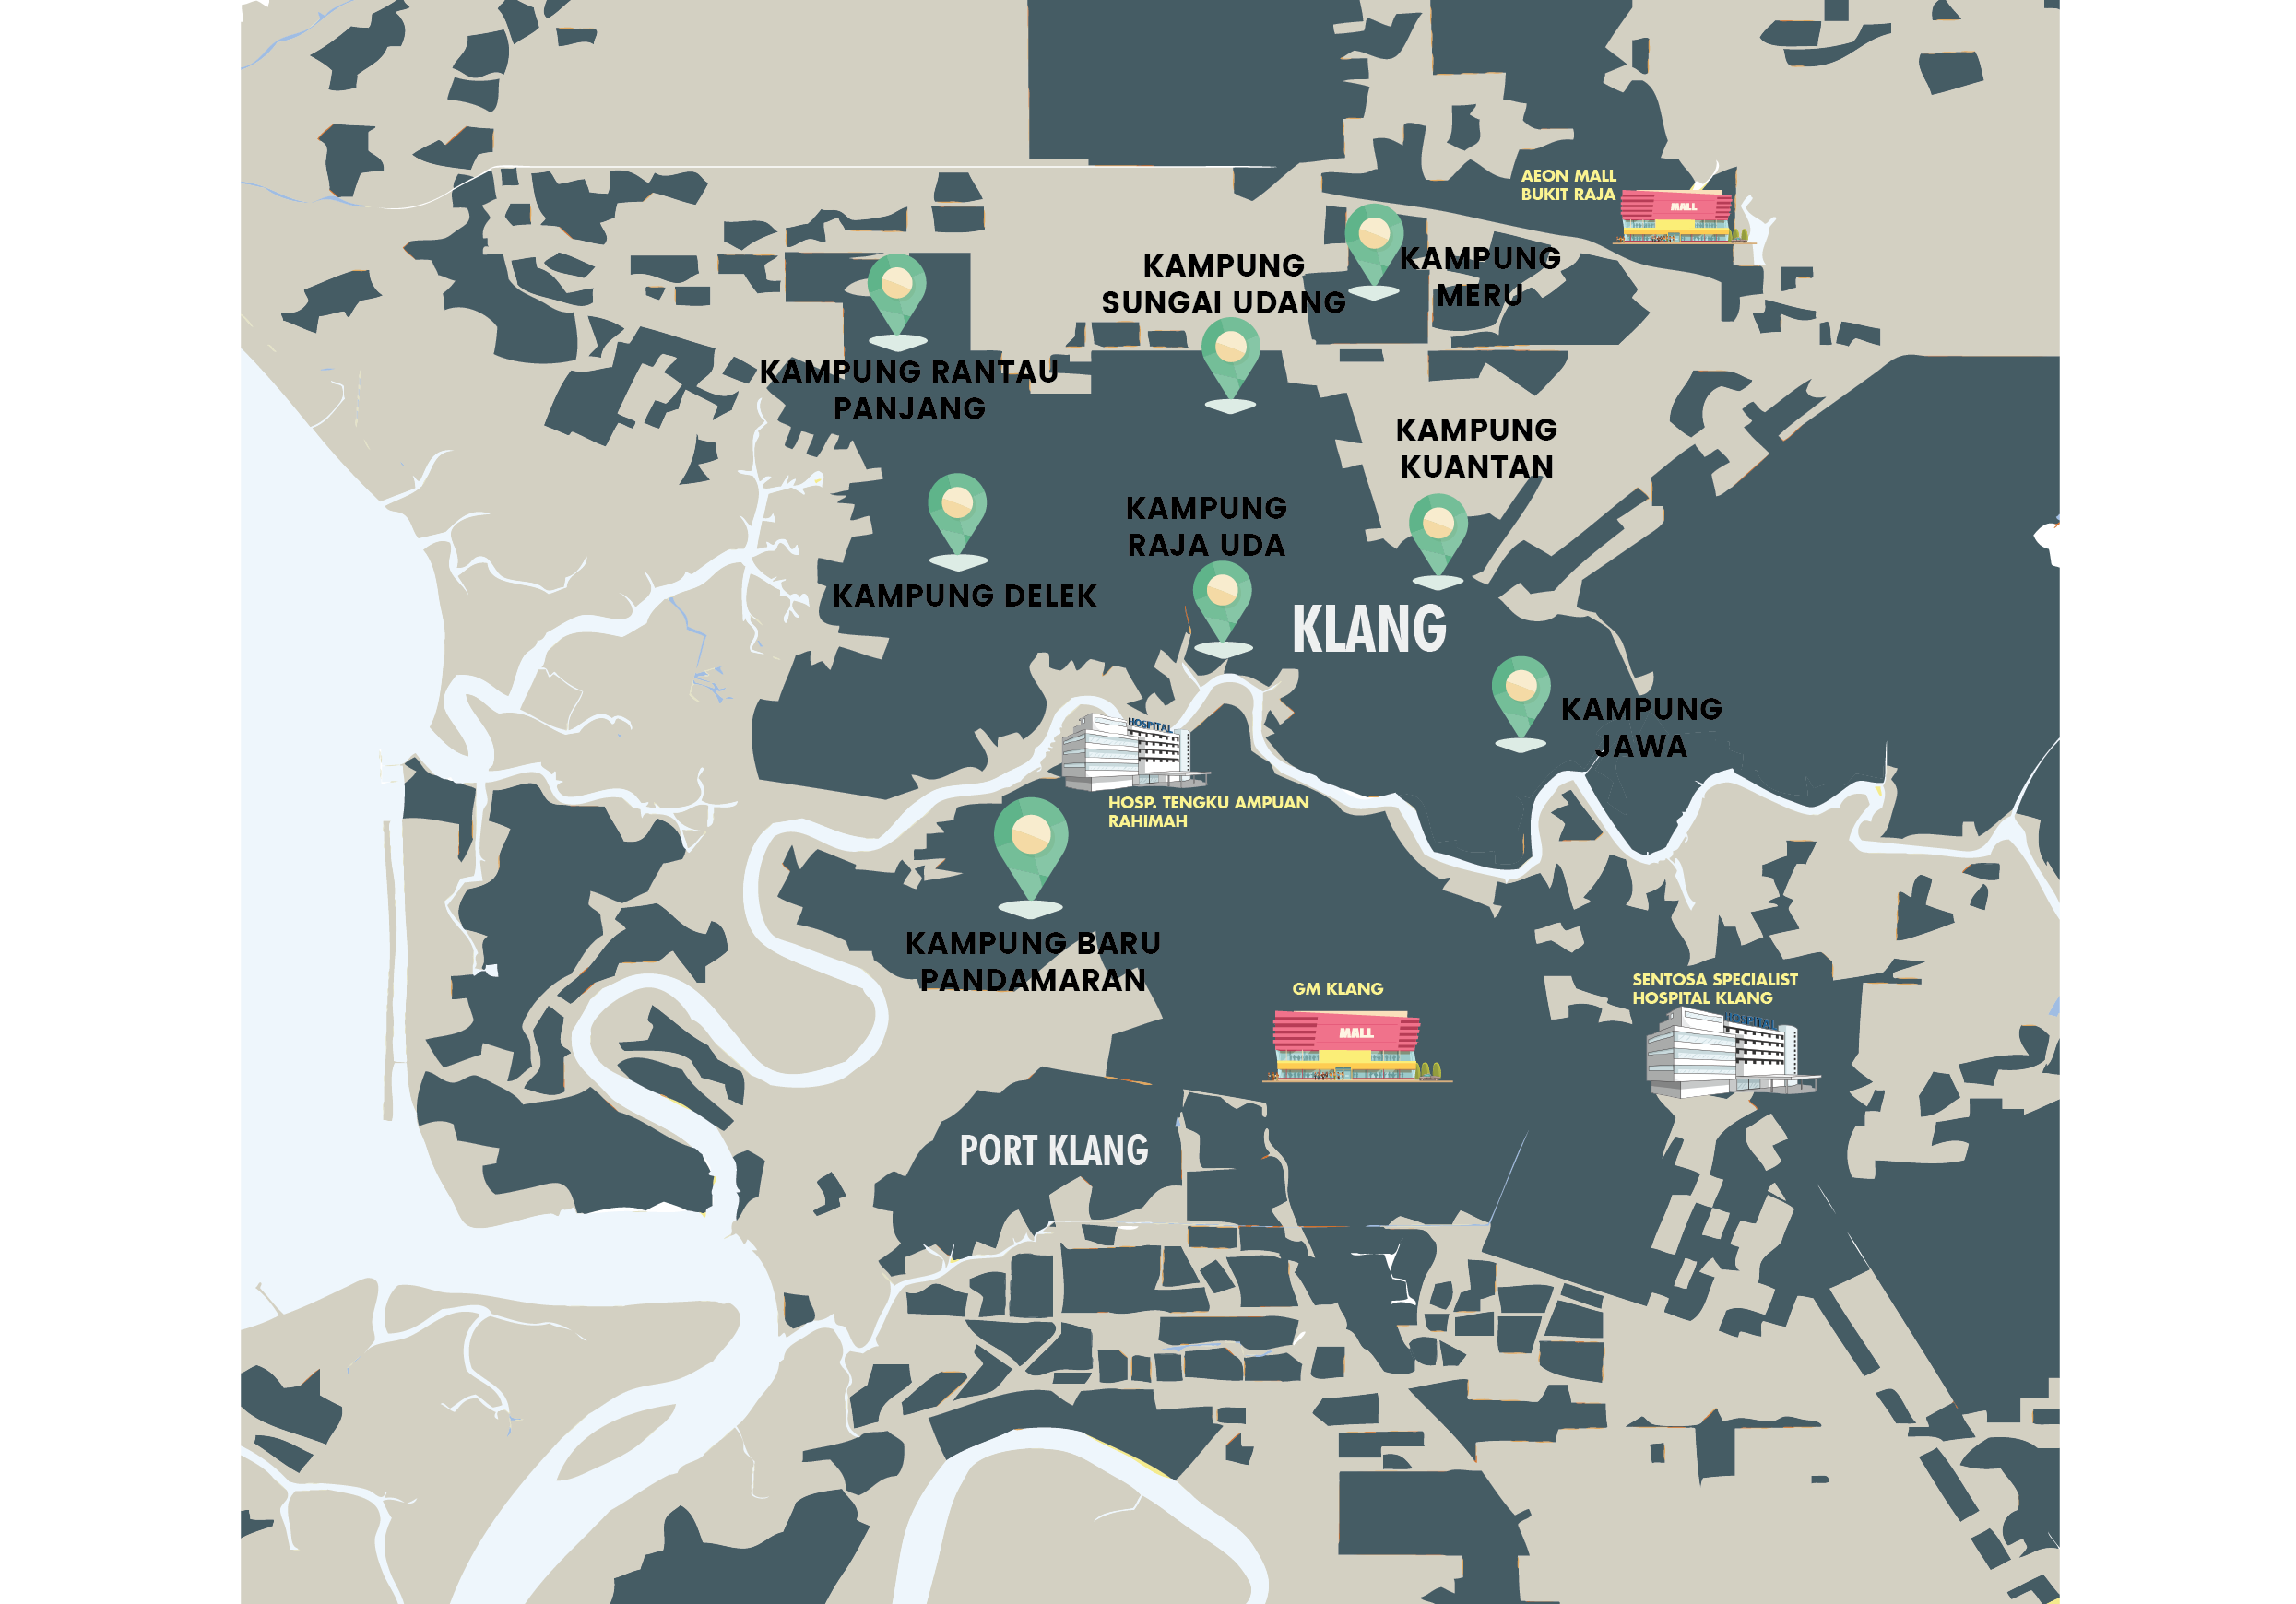 AEON MALL
BUKIT RAJA
MALL
KAMPUNG
MERU
KAMPUNG
SUNGAI UDANG
KAMPUNG RANTAU
PANJANG
KAMPUNG
KUANTAN
KAMPUNG
RAJA UDA
KAMPUNG DELEK
KLANG
KAMPUNG
JAWA
HOSPITAL
HOSP. TENGKU AMPUAN
RAHIMAH
KAMPUNG BARU
PANDAMARAN
GM KLANG
MALL
SENTOSA SPECIALIST
HOSPITAL KLANG
HOSPITAL
PORT KLANG